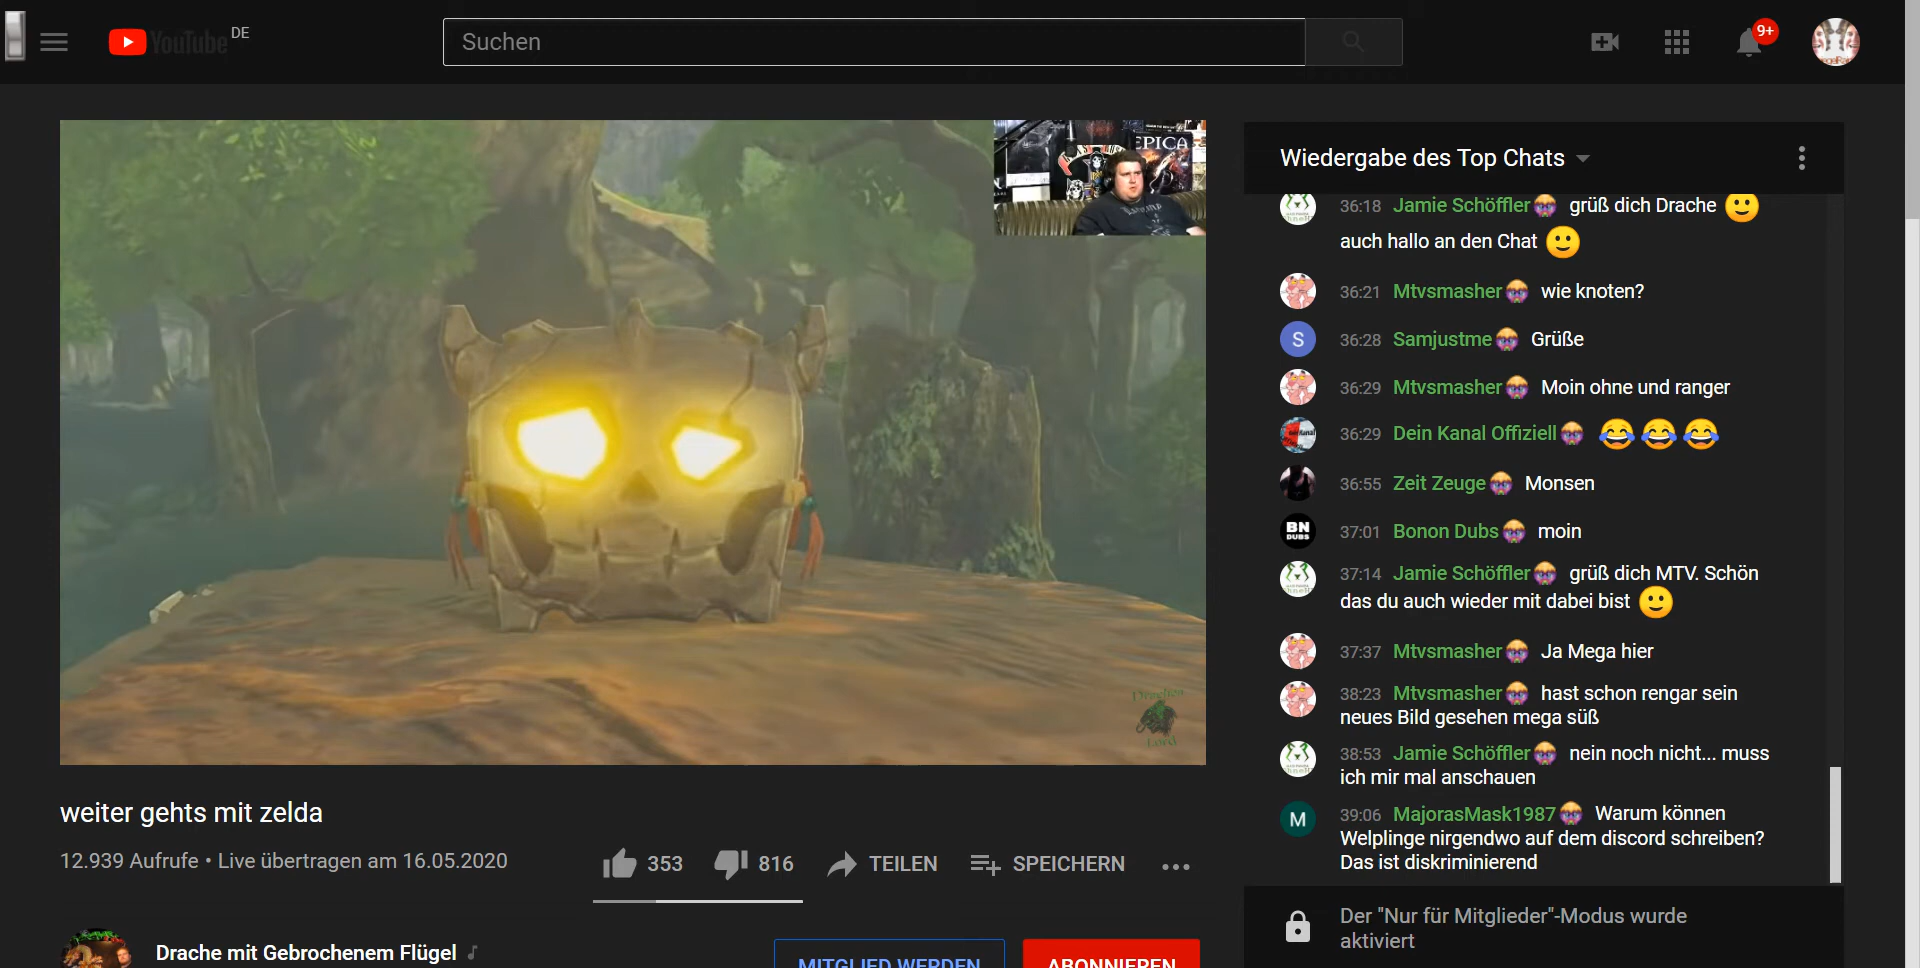 YouTube DE
Suchen
9+
EPICA
Drachen
Lord
weiter gehts mit zelda
12.939 Aufrufe • Live übertragen am 16.05.2020
353
816
TEILEN
SPEICHERN
Drache mit Gebrochenem Flügel
MITGLIED WERDEN
ABONNIEREN
Wiedergabe des Top Chats
36:18 Jamie Schöffler grüß dich Drache
auch hallo an den Chat
36:21 Mtvsmasher wie knoten?
S
36:28 Samjustme Grüße
36:29 Mtvsmasher Moin ohne und ranger
36:29 Dein Kanal Offiziell
36:55 Zeit Zeuge Monsen
BN
DUBS
37:01 Bonon Dubs moin
37:14 Jamie Schöffler grüß dich MTV. Schön
das du auch wieder mit dabei bist
37:37 Mtvsmasher Ja Mega hier
38:23 Mtvsmasher hast schon rengar sein
neues Bild gesehen mega süß
38:53 Jamie Schöffler nein noch nicht... muss
ich mir mal anschauen
M
39:06 MajorasMask1987 Warum können
Welplinge nirgendwo auf dem discord schreiben?
Das ist diskriminierend
Der "Nur für Mitglieder"-Modus wurde
aktiviert